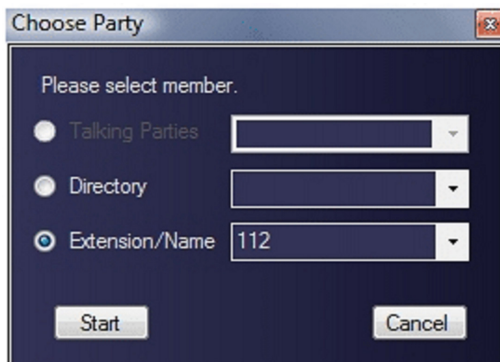 Choose Party
Please select member.
Talking Parties
Directory
Extension/Name 112
Start Cancel